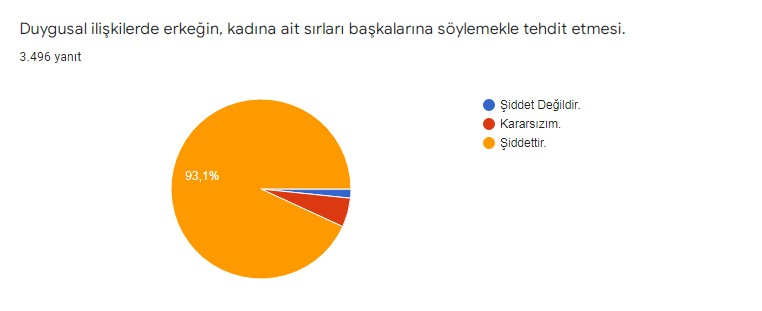 Duygusal ilişkilerde erkeğin, kadına ait sırları başkalarına söylemekle tehdit etmesi.
3.496 yanıt
Şiddet Değildir.
Kararsızım.
Şiddettir.
93,1%